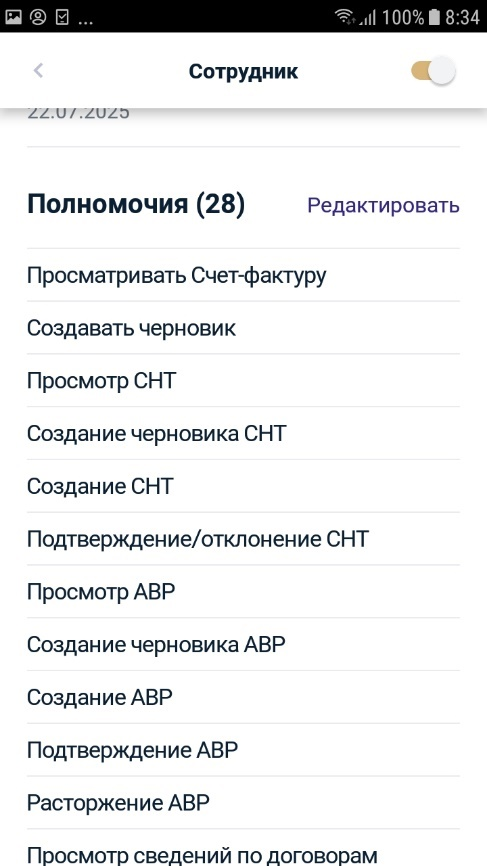 ... 100% 8:34
Сотрудник
22.07.2025
Полномочия (28) Редактировать
Просматривать Счет-фактуру
Создавать черновик
Просмотр СНТ
Создание черновика СНТ
Создание СНТ
Подтверждение/отклонение СНТ
Просмотр АВР
Создание черновика АВР
Создание АВР
Подтверждение АВР
Расторжение АВР
Просмотр сведений по договорам